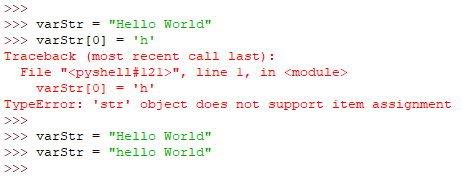 >>>
>>> varStr = "Hello World"
>>> varStr[0] = 'h'
Traceback (most recent call last):
  File "<pyshell#121>", line 1, in <module>
    varStr[0] = 'h'
TypeError: 'str' object does not support item assignment
>>>
>>> varStr = "Hello World"
>>> varStr = "hello World"
>>>